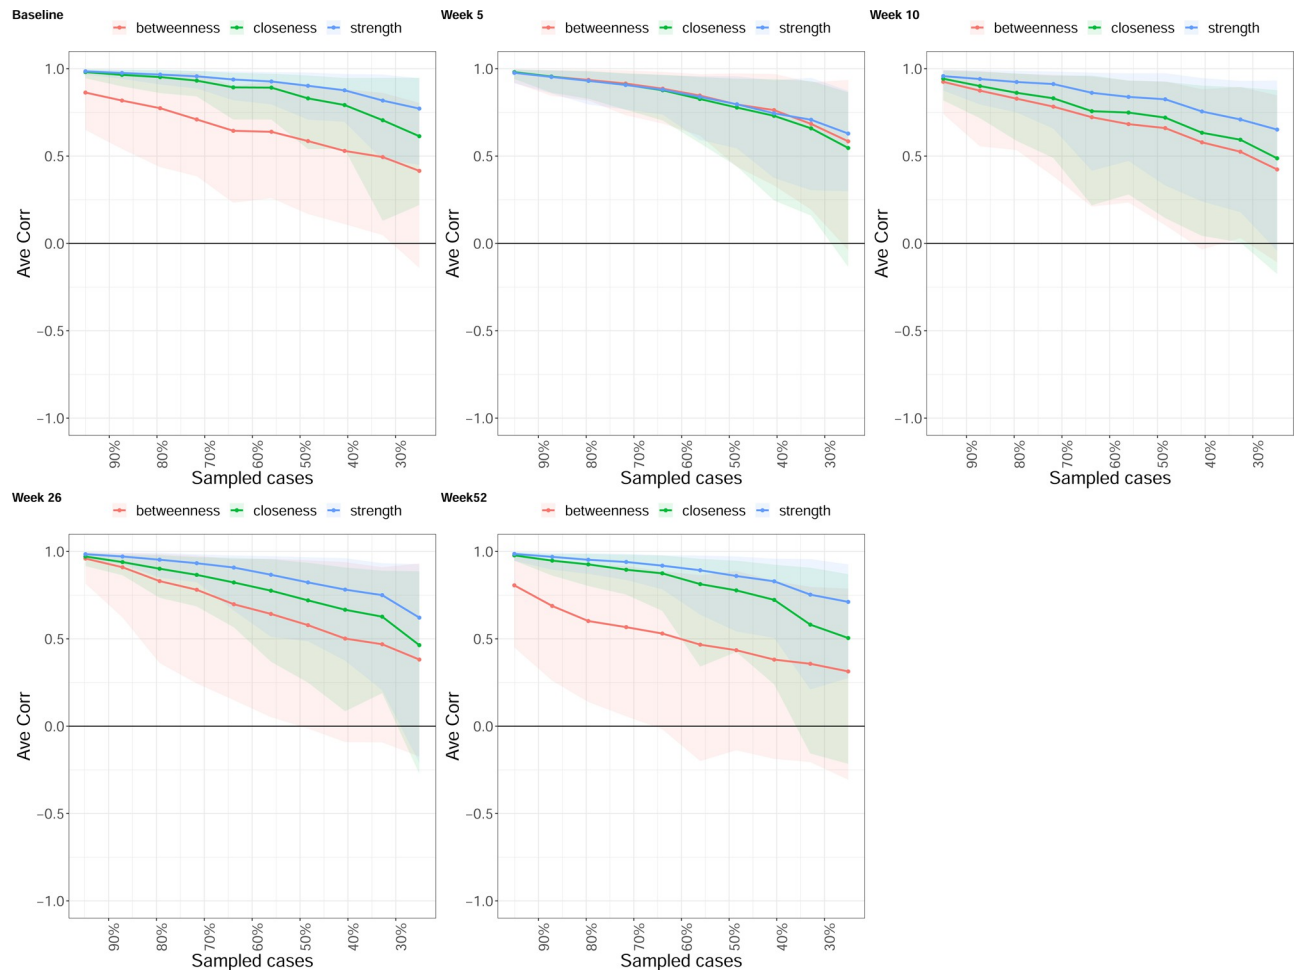 Baseline
betweenness closeness strength
Ave Corr
1.0
0.5
0.0
−0.5
−1.0
90% 80% 70% 60% 50% 40% 30%
Sampled cases
Week 5
betweenness closeness strength
Ave Corr
1.0
0.5
0.0
−0.5
−1.0
90% 80% 70% 60% 50% 40% 30%
Sampled cases
Week 10
betweenness closeness strength
Ave Corr
1.0
0.5
0.0
−0.5
−1.0
90% 80% 70% 60% 50% 40% 30%
Sampled cases
Week 26
betweenness closeness strength
Ave Corr
1.0
0.5
0.0
−0.5
−1.0
90% 80% 70% 60% 50% 40% 30%
Sampled cases
Week52
betweenness closeness strength
Ave Corr
1.0
0.5
0.0
−0.5
−1.0
90% 80% 70% 60% 50% 40% 30%
Sampled cases